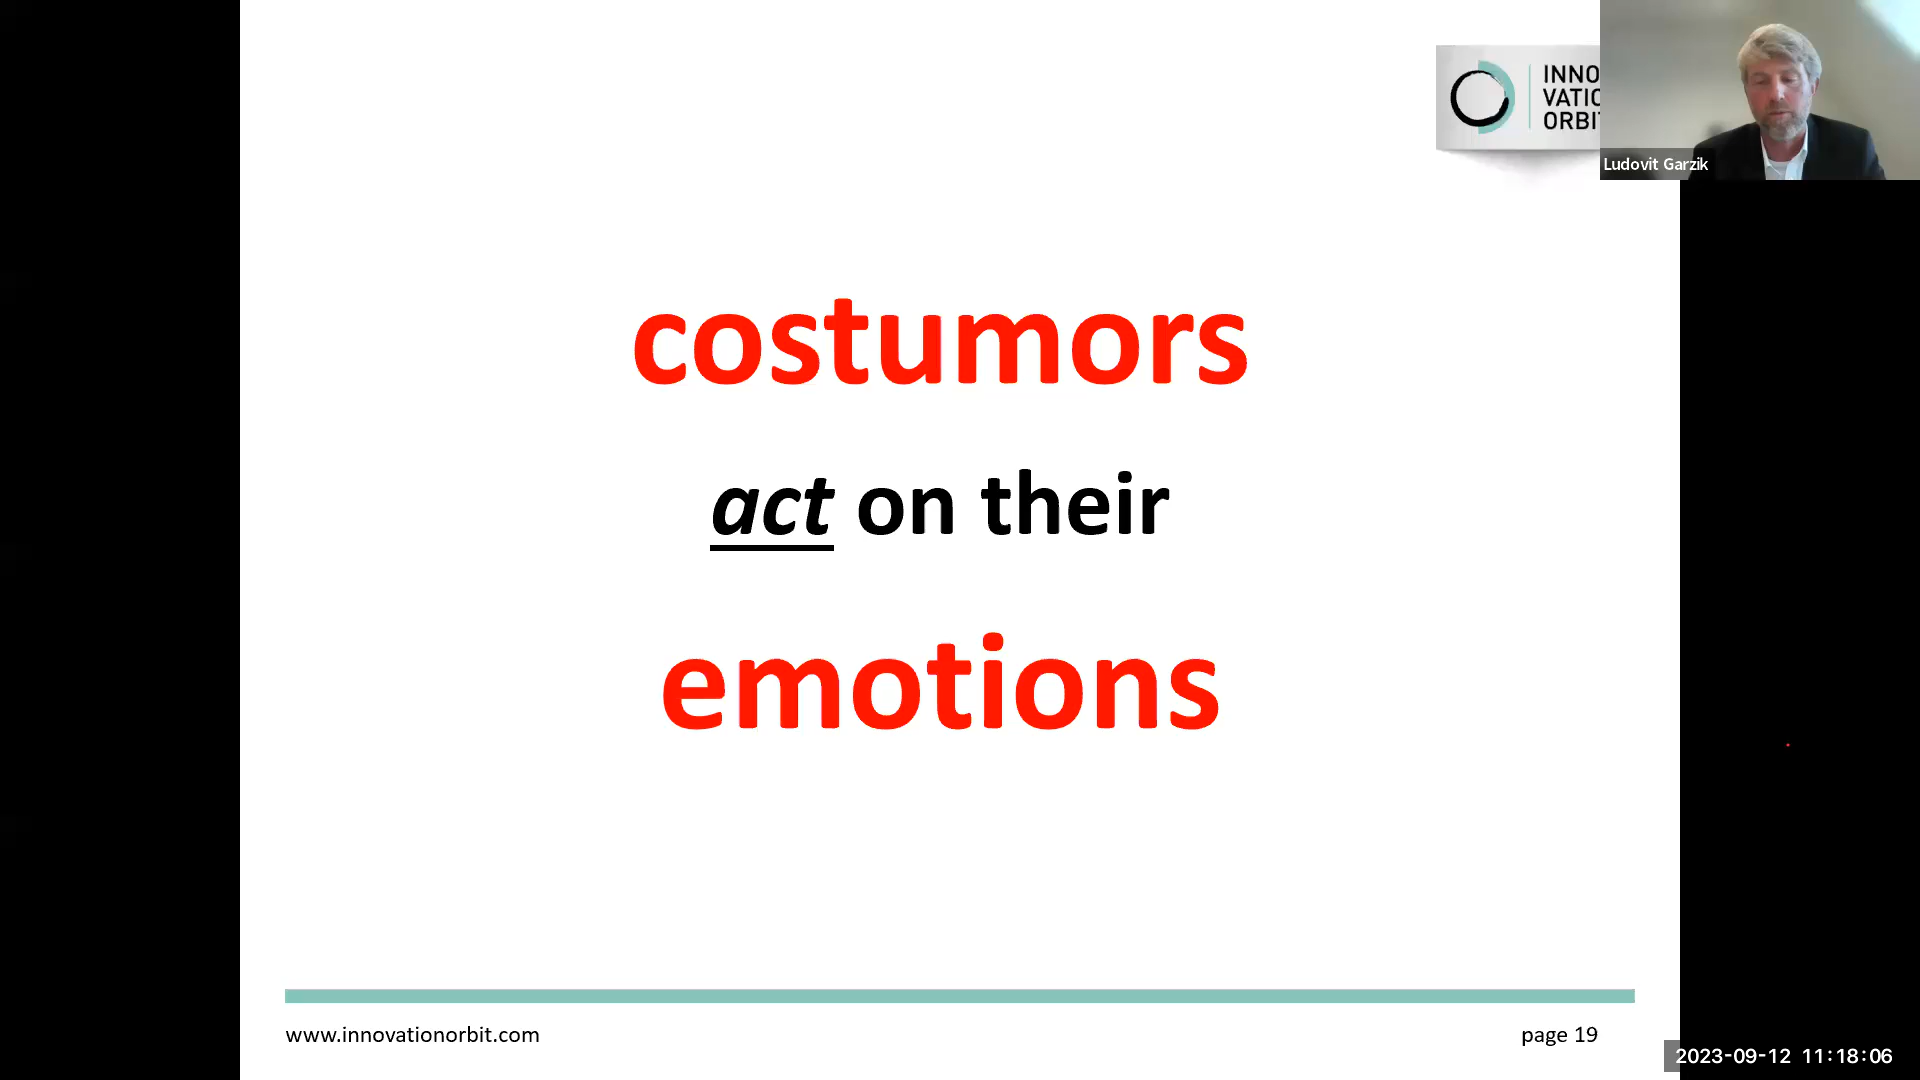 INNO
VATIO
ORBIT
Ludovit Garzik
costumors
act on their
emotions
www.innovationorbit.com
page 19
2023-09-12 11:18:06